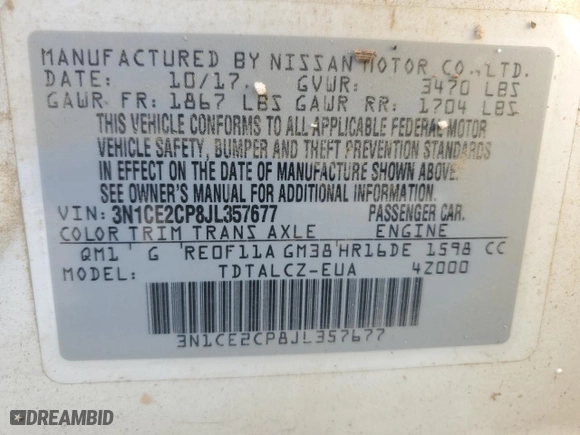 MANUFACTURED BY NISSAN MOTOR CO.,LTD.
DATE: 10/17 GVWR: 3470 LBS
GAWR FR: 1867 LBS GAWR RR: 1704 LBS
THIS VEHICLE CONFORMS TO ALL APPLICABLE FEDERAL MOTOR
VEHICLE SAFETY, BUMPER AND THEFT PREVENTION STANDARDS
IN EFFECT ON THE DATE OF MANUFACTURE SHOWN ABOVE.
SEE OWNER'S MANUAL FOR ADDITIONAL INFORMATION.
VIN: 3N1CE2CP8JL357677 PASSENGER CAR.
COLOR TRIM TRANS AXLE ENGINE
QM1 G RE0F11A GM38 HR16DE 1598 CC
MODEL: TDTALCZ-EUA 4Z000
3N1CE2CP8JL357677
DREAMBID